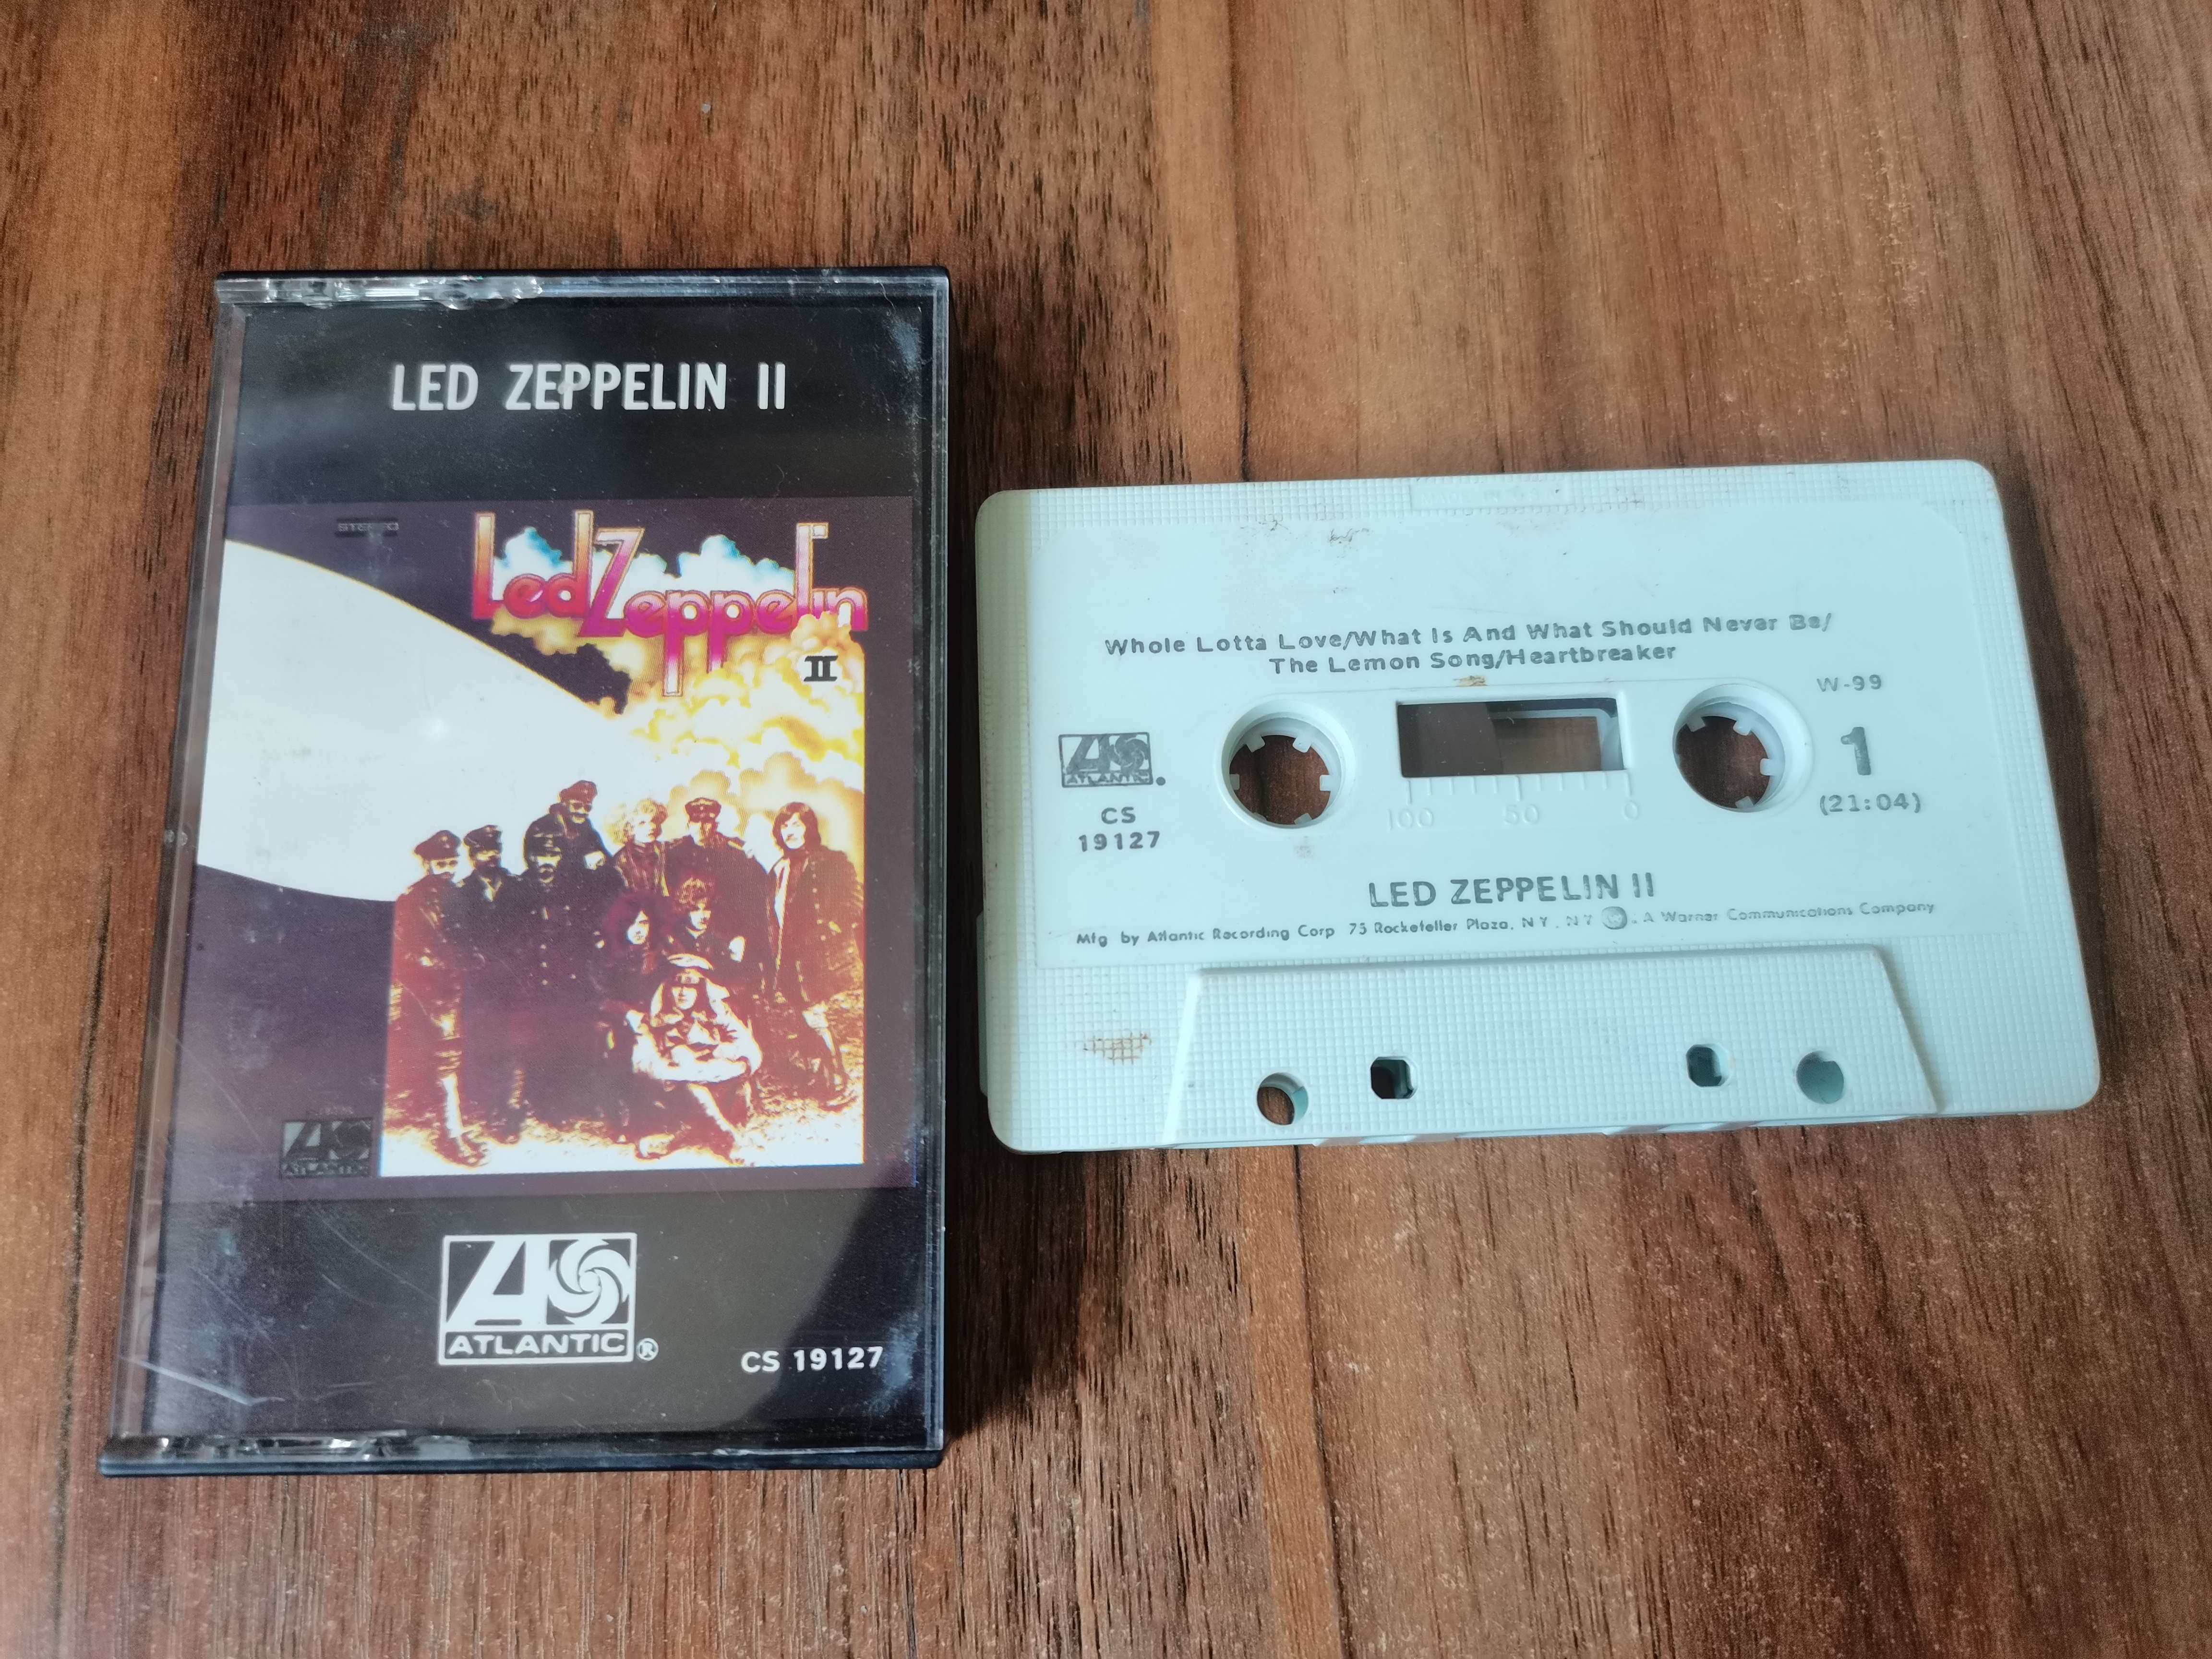 LED ZEPPELIN II
STEREO
Led Zeppelin
II
ATLANTIC
ATLANTIC®
CS 19127
Whole Lotta Love/What Is And What Should Never Be/
The Lemon Song/Heartbreaker
W-99
1
(21:04)
ATLANTIC
CS
19127
100 50 0
LED ZEPPELIN II
Mfg by Atlantic Recording Corp 75 Rockefeller Plaza, N Y, N Y A Warner Communications Company